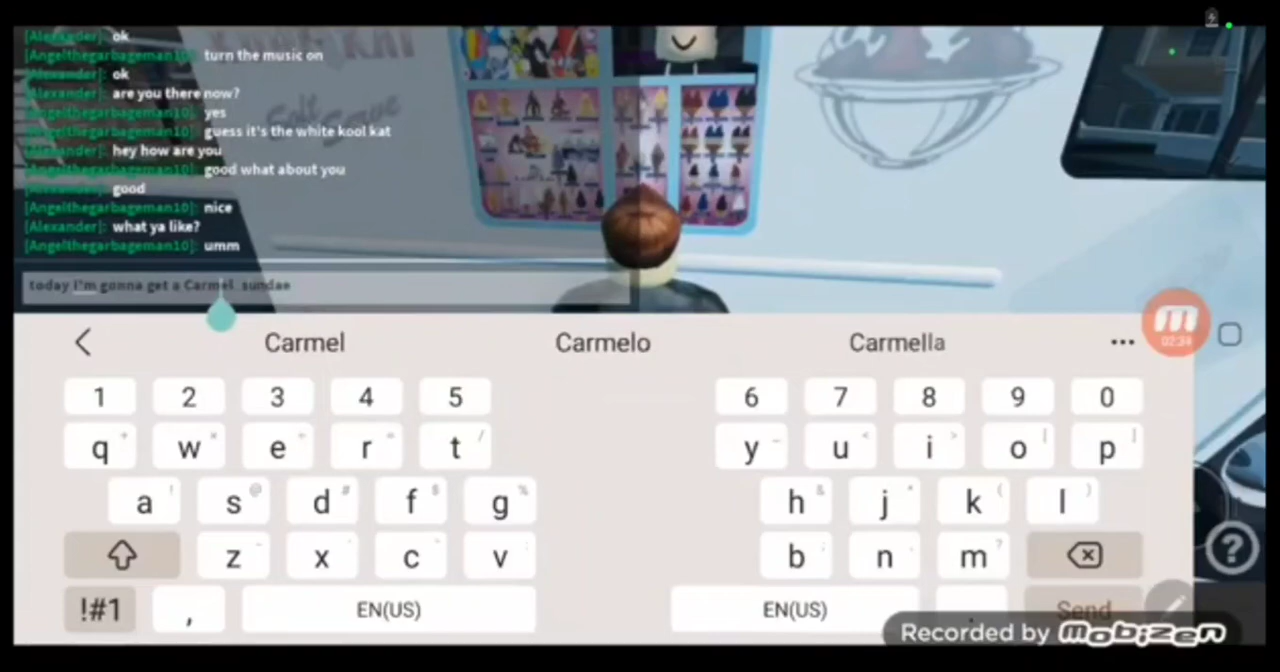 [Alexander]: ok
[Angelthegarbageman10]: turn the music on
[Alexander]: ok
[Alexander]: are you there now?
[Angelthegarbageman10]: yes
[Angelthegarbageman10]: guess it's the white kool kat
[Alexander]: hey how are you
[Angelthegarbageman10]: good what about you
[Alexander]: good
[Angelthegarbageman10]: nice
[Alexander]: what ya like?
[Angelthegarbageman10]: umm
today I'm gonna get a Carmel sundae
Carmel Carmelo Carmella ...
02:34
1 2 3 4 5 6 7 8 9 0
q w e r t y u i o p
a s d f g h j k l
z x c v b n m
!#1 , EN(US) EN(US) . Send
Recorded by Mobizen